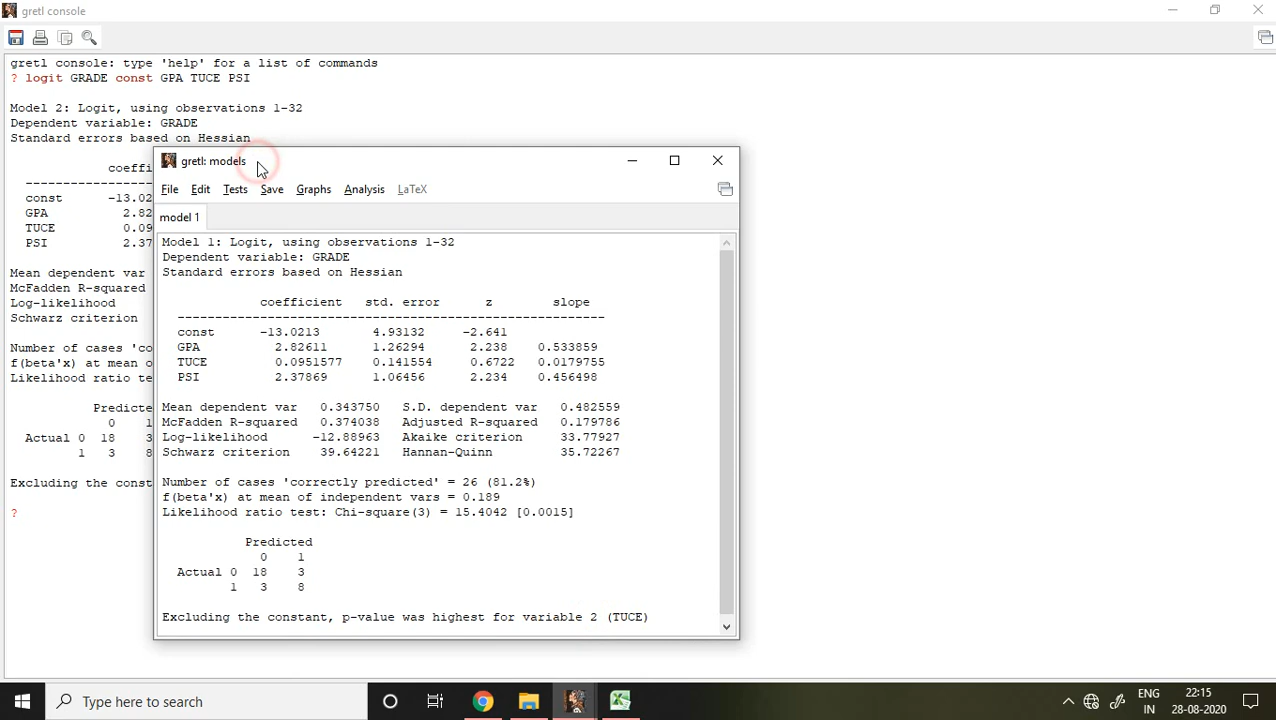 gretl console
gretl console: type 'help' for a list of commands
? logit GRADE const GPA TUCE PSI
Model 2: Logit, using observations 1-32
Dependent variable: GRADE
Standard errors based on Hessian
coeffi
const -13.02
GPA 2.82
TUCE 0.09
PSI 2.37
Mean dependent var
McFadden R-squared
Log-likelihood
Schwarz criterion
Number of cases 'co
f(beta'x) at mean o
Likelihood ratio te
Predicte
0 1
Actual 0 18 3
1 3 8
Excluding the const
?
gretl: models
File Edit Tests Save Graphs Analysis LaTeX
model 1
Model 1: Logit, using observations 1-32
Dependent variable: GRADE
Standard errors based on Hessian
coefficient std. error z slope
------------------------------------------------------------
const -13.0213 4.93132 -2.641
GPA 2.82611 1.26294 2.238 0.533859
TUCE 0.0951577 0.141554 0.6722 0.0179755
PSI 2.37869 1.06456 2.234 0.456498
Mean dependent var 0.343750 S.D. dependent var 0.482559
McFadden R-squared 0.374038 Adjusted R-squared 0.179786
Log-likelihood -12.88963 Akaike criterion 33.77927
Schwarz criterion 39.64221 Hannan-Quinn 35.72267
Number of cases 'correctly predicted' = 26 (81.2%)
f(beta'x) at mean of independent vars = 0.189
Likelihood ratio test: Chi-square(3) = 15.4042 [0.0015]
Predicted
0 1
Actual 0 18 3
1 3 8
Excluding the constant, p-value was highest for variable 2 (TUCE)
Type here to search
ENG
IN
22:15
28-08-2020